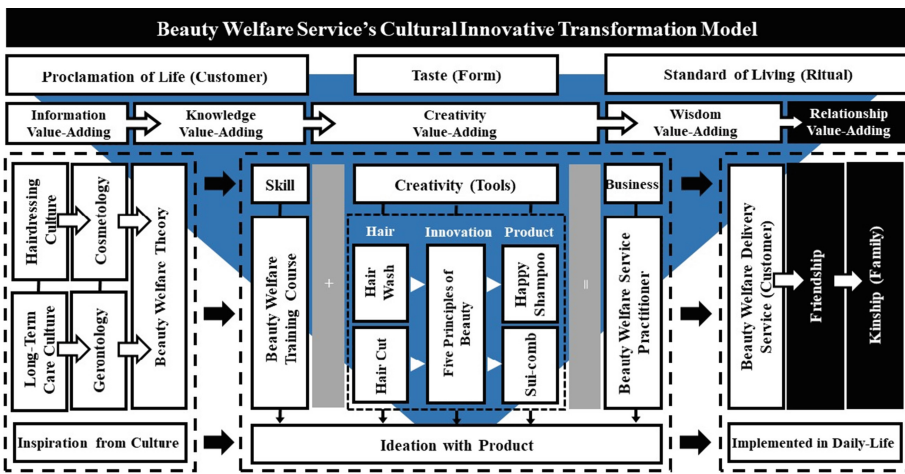 Beauty Welfare Service's Cultural Innovative Transformation Model
Proclamation of Life (Customer)
Taste (Form)
Standard of Living (Ritual)
Information
Value-Adding
Knowledge
Value-Adding
Creativity
Value-Adding
Wisdom
Value-Adding
Relationship
Value-Adding
Hairdressing
Culture
Cosmetology
Long-Term
Care Culture
Gerontology
Beauty Welfare Theory
Skill
Beauty Welfare
Training Course
+
Creativity (Tools)
Hair
Innovation
Product
Hair
Wash
Hair Cut
Five Principles of
Beauty
Happy
Shampoo
Sui-comb
=
Business
Beauty Welfare Service
Practitioner
Beauty Welfare Delivery
Service (Customer)
Friendship
Kinship (Family)
Inspiration from Culture
Ideation with Product
Implemented in Daily-Life